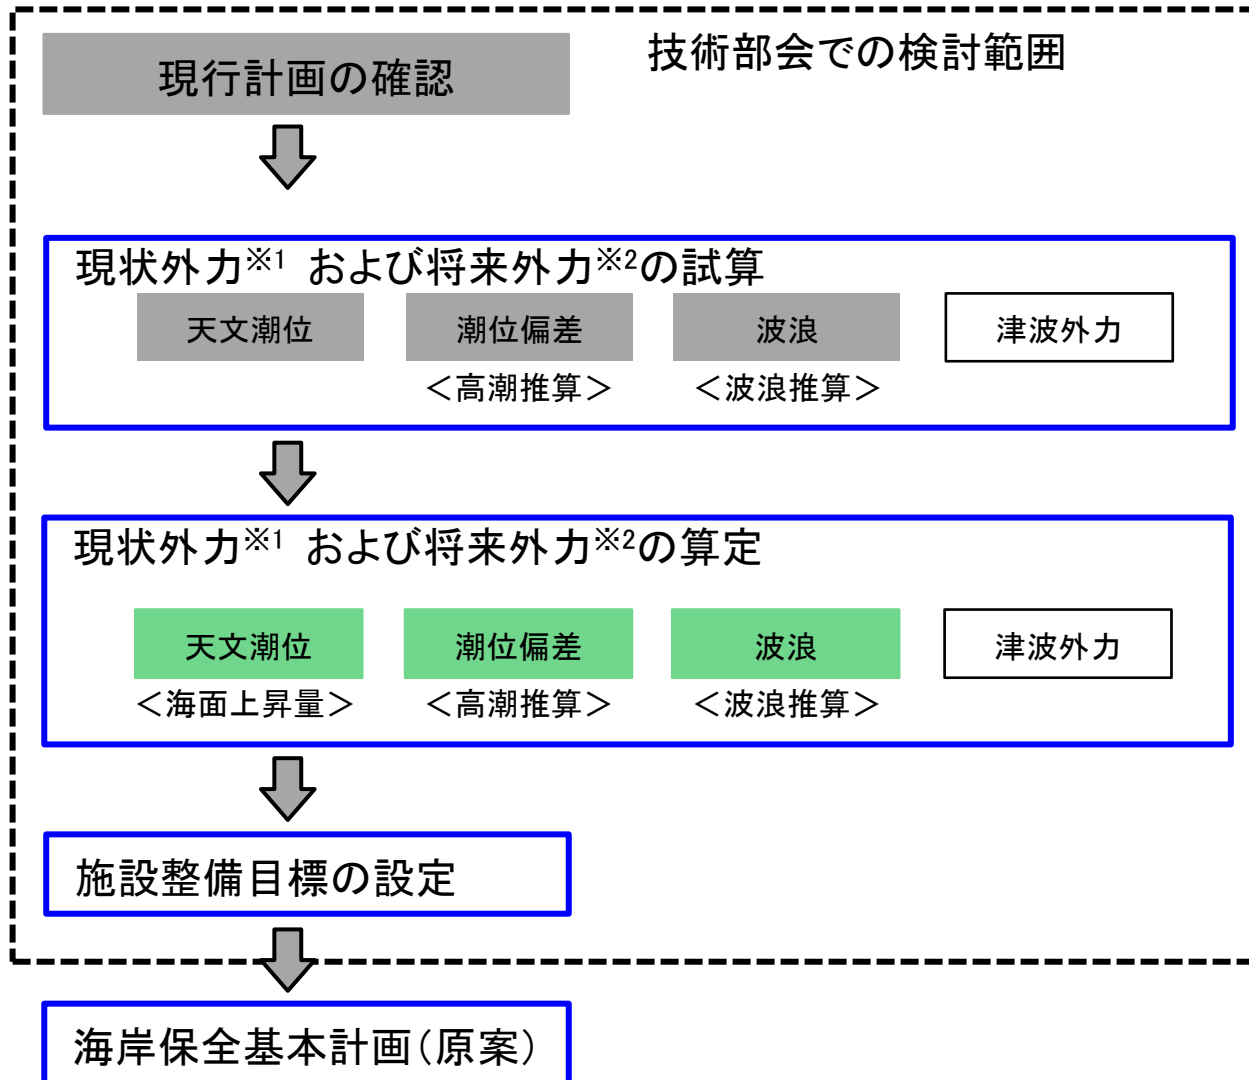 技術部会での検討範囲
現行計画の確認
現状外力※1 および将来外力※2の試算
天文潮位
潮位偏差
波浪
津波外力
＜高潮推算＞
＜波浪推算＞
現状外力※1 および将来外力※2の算定
天文潮位
潮位偏差
波浪
津波外力
＜海面上昇量＞
＜高潮推算＞
＜波浪推算＞
施設整備目標の設定
海岸保全基本計画（原案）